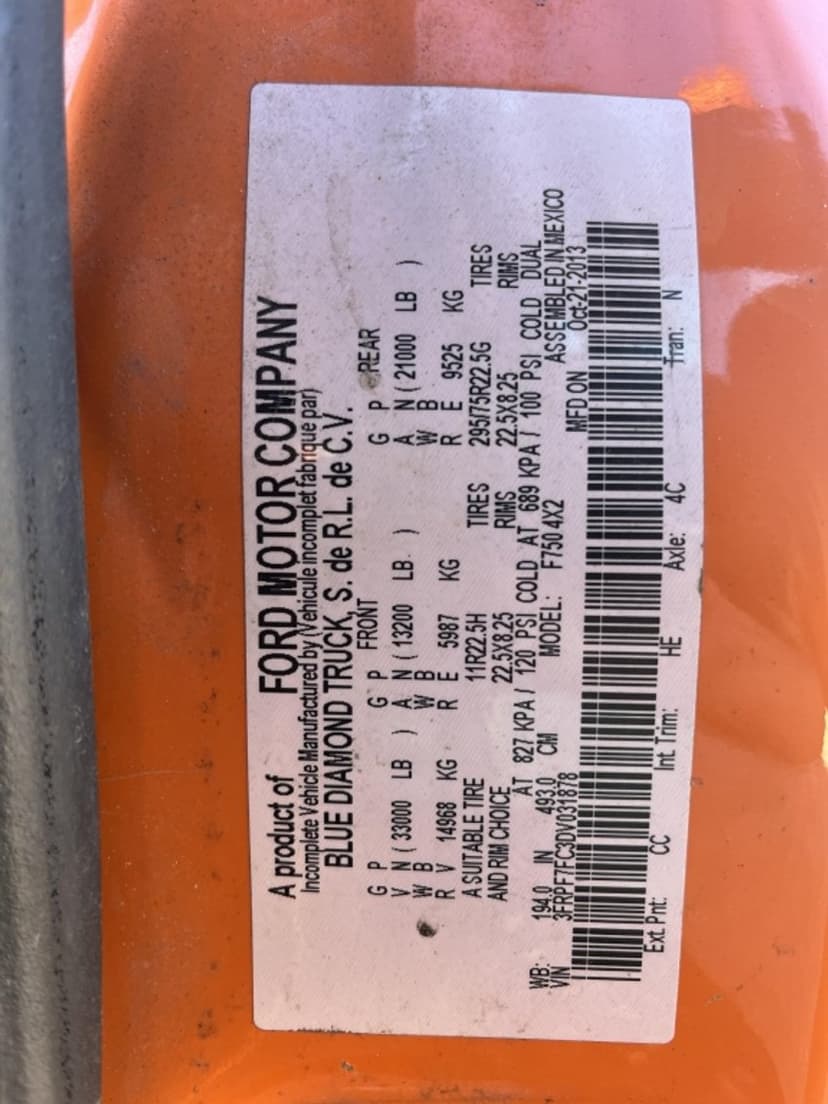 A product of FORD MOTOR COMPANY
Incomplete Vehicle Manufactured by (Vehicule incomplet fabrique par)
BLUE DIAMOND TRUCK, S. de R.L. de C.V.
FRONT REAR
G P G P G P
V N ( 33000 LB ) A N ( 13200 LB. ) A N ( 21000 LB )
W B W B W B
R V 14968 KG R E 5987 KG R E 9525 KG
A SUITABLE TIRE 11R22.5H TIRES 295/75R22.5G TIRES
AND RIM CHOICE 22.5X8.25 RIMS 22.5X8.25 RIMS
AT 827 KPA / 120 PSI COLD AT 689 KPA / 100 PSI COLD DUAL
WB: 194.0 IN 493.0 CM MODEL: F750 4X2 ASSEMBLED IN MEXICO
VIN 3FRPF7FC3DV031878 MFD ON Oct-21-2013
Ext. Pnt: CC Int. Trim: HE Axle: 4C Tran: N